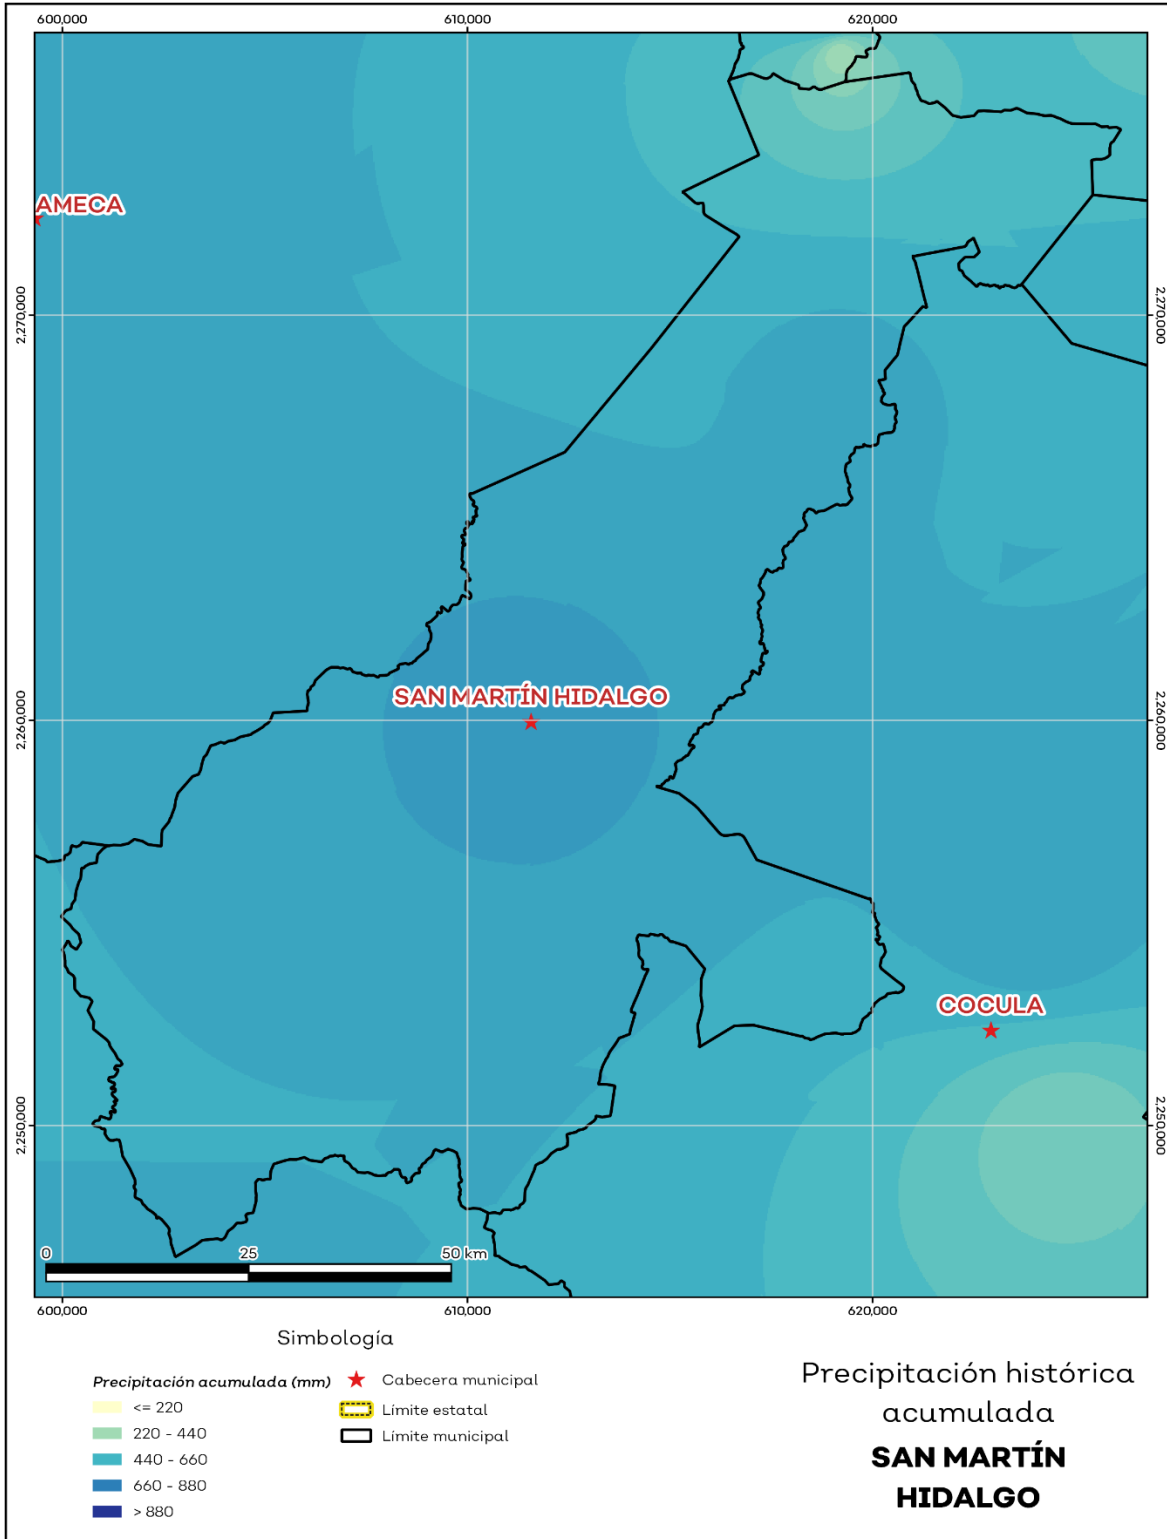 600,000
610,000
620,000
AMECA
2,270,000
2,270,000
SAN MARTÍN HIDALGO
2,260,000
2,260,000
COCULA
2,250,000
2,250,000
0 25 50 km
600,000
610,000
620,000
Simbología
Precipitación acumulada (mm)
<= 220
220 - 440
440 - 660
660 - 880
> 880
Cabecera municipal
Límite estatal
Límite municipal
Precipitación histórica
acumulada
SAN MARTÍN
HIDALGO